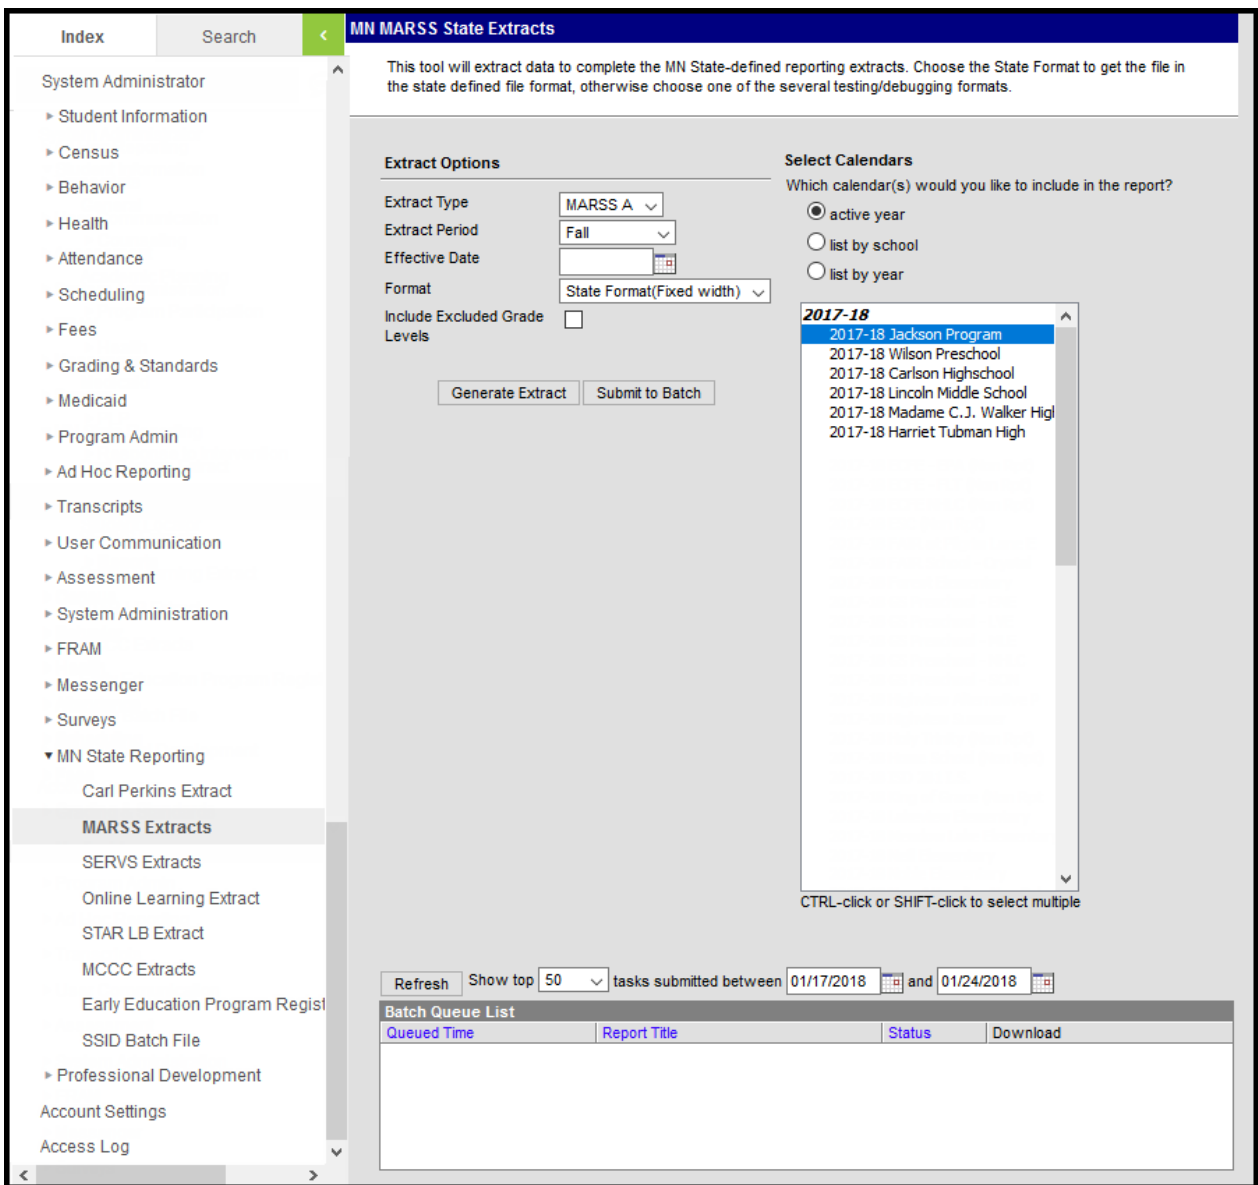 Index
Search
System Administrator
Student Information
Census
Behavior
Health
Attendance
Scheduling
Fees
Grading & Standards
Medicaid
Program Admin
Ad Hoc Reporting
Transcripts
User Communication
Assessment
System Administration
FRAM
Messenger
Surveys
MN State Reporting
Carl Perkins Extract
MARSS Extracts
SERVS Extracts
Online Learning Extract
STAR LB Extract
MCCC Extracts
Early Education Program Regist
SSID Batch File
Professional Development
Account Settings
Access Log
MN MARSS State Extracts
This tool will extract data to complete the MN State-defined reporting extracts. Choose the State Format to get the file in
the state defined file format, otherwise choose one of the several testing/debugging formats.
Extract Options
Extract Type MARSS A
Extract Period Fall
Effective Date
Format State Format(Fixed width)
Include Excluded Grade
Levels
Generate Extract Submit to Batch
Select Calendars
Which calendar(s) would you like to include in the report?
active year
list by school
list by year
2017-18
2017-18 Jackson Program
2017-18 Wilson Preschool
2017-18 Carlson Highschool
2017-18 Lincoln Middle School
2017-18 Madame C.J. Walker High
2017-18 Harriet Tubman High
CTRL-click or SHIFT-click to select multiple
Refresh Show top 50 tasks submitted between 01/17/2018 and 01/24/2018
Batch Queue List
Queued Time Report Title Status Download